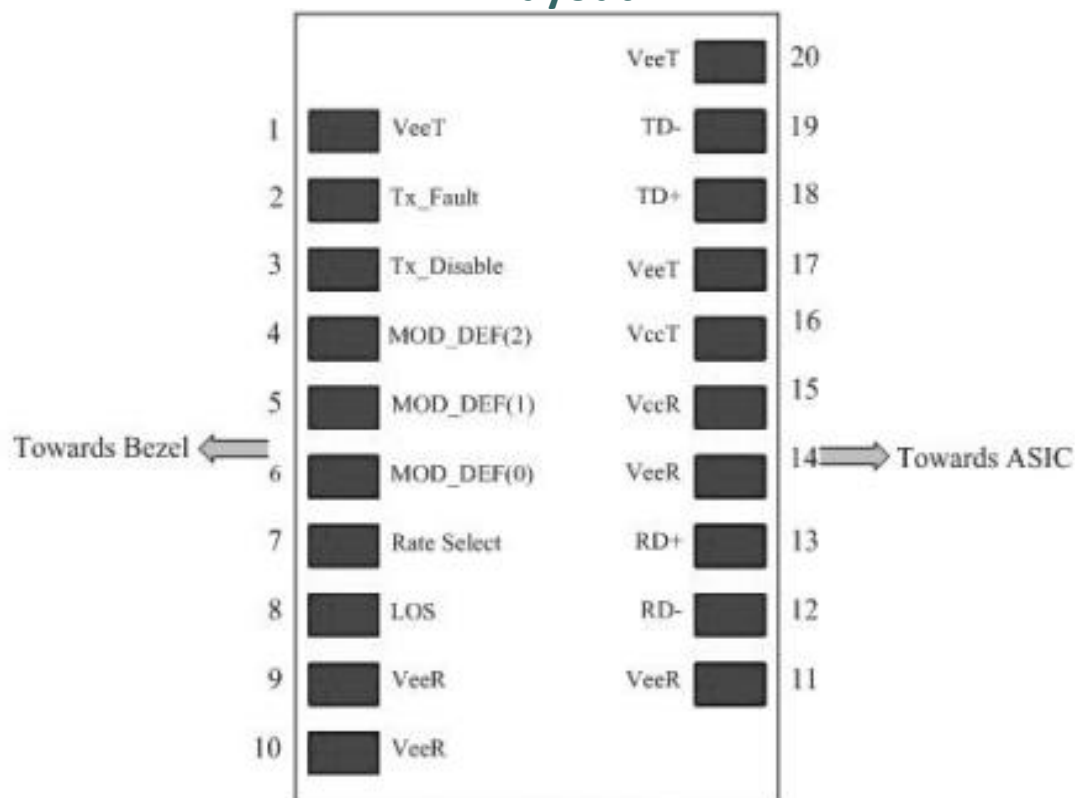 1 VeeT
2 Tx_Fault
3 Tx_Disable
4 MOD_DEF(2)
5 MOD_DEF(1)
Towards Bezel
6 MOD_DEF(0)
7 Rate Select
8 LOS
9 VeeR
10 VeeR
VeeT 20
TD- 19
TD+ 18
VeeT 17
VccT 16
VccR 15
VeeR 14
Towards ASIC
RD+ 13
RD- 12
VeeR 11